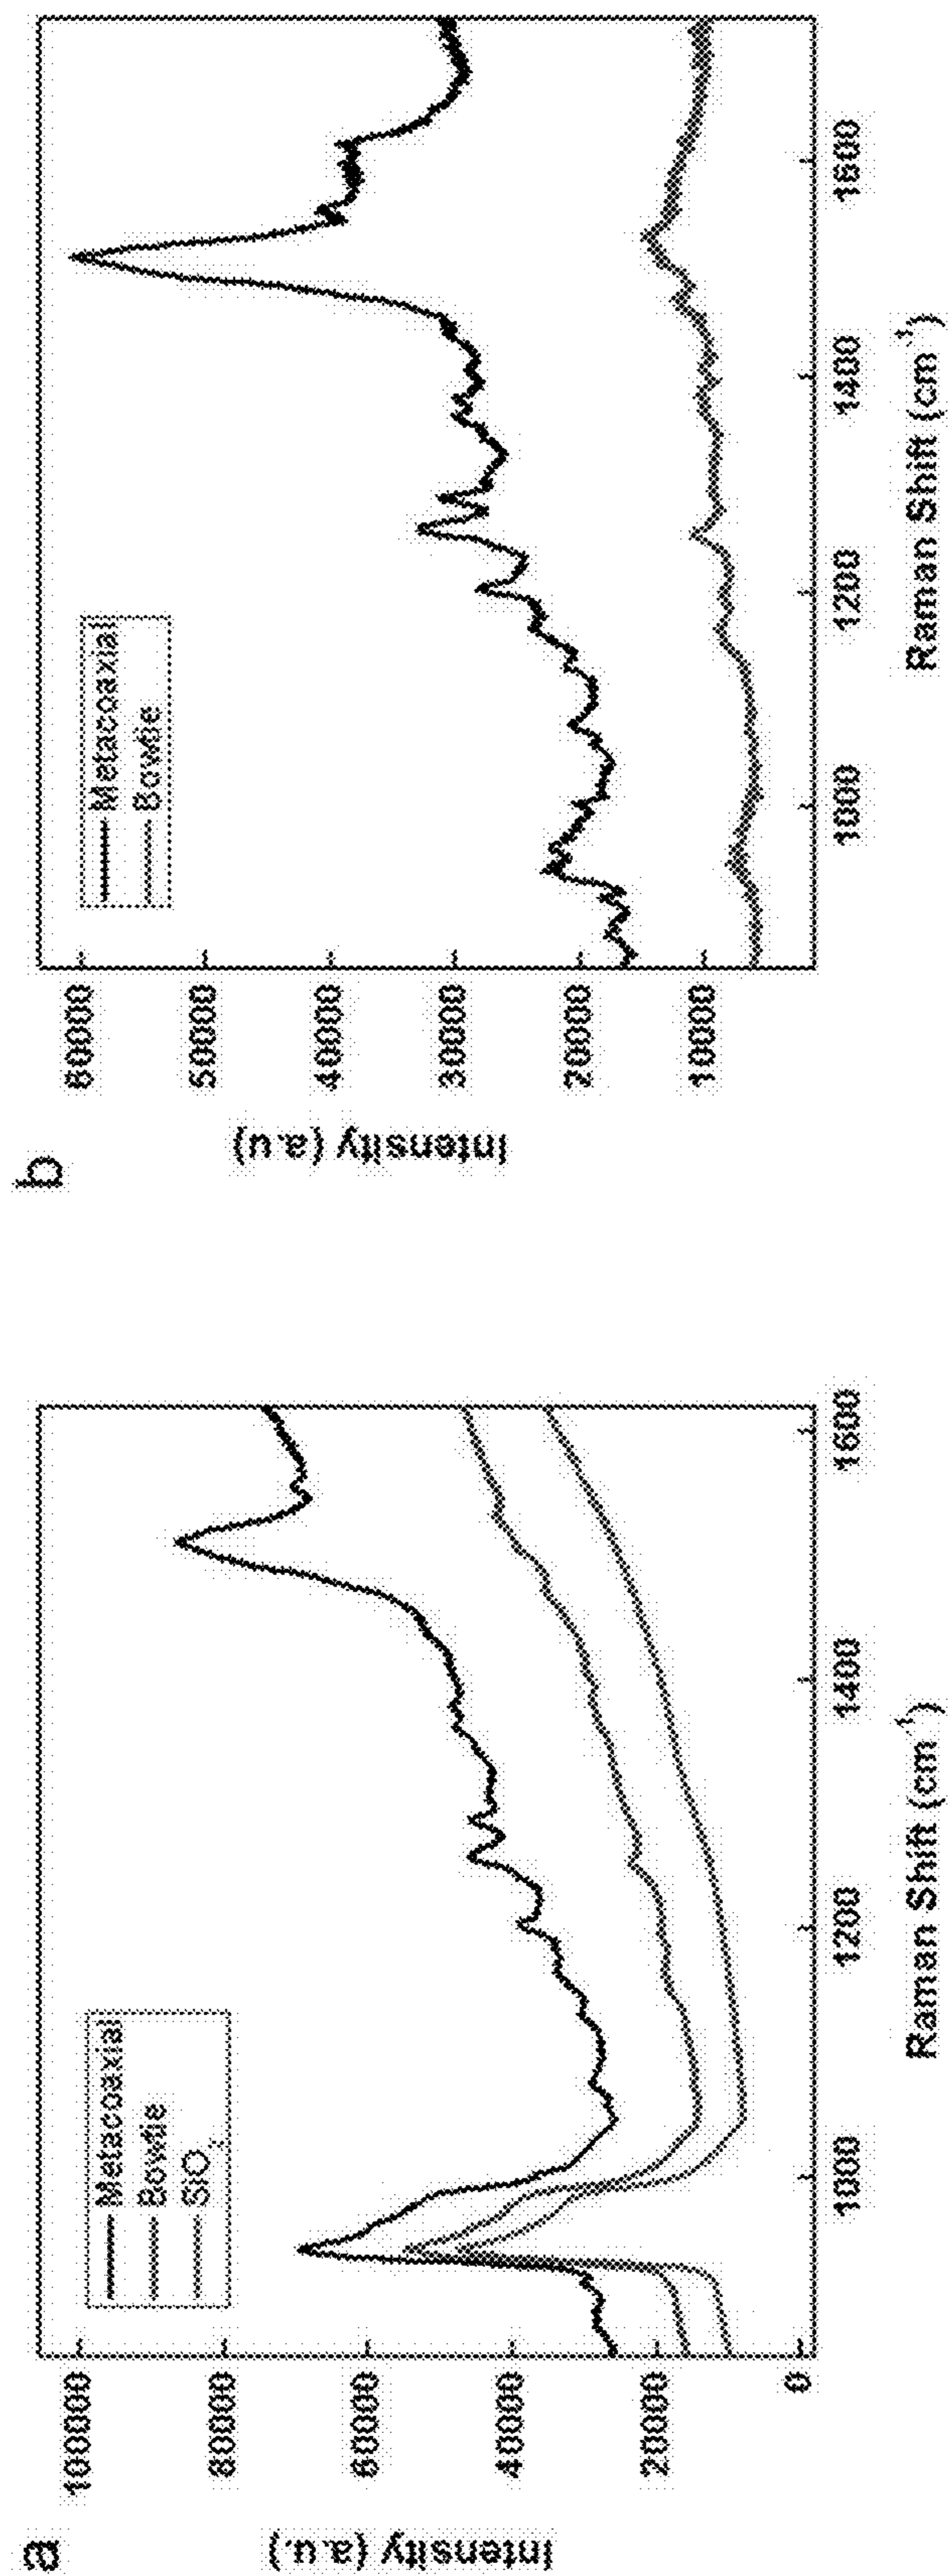 a
Intensity (a.u.)
100000
80000
60000
40000
20000
0
Metacoaxial
Bowtie
SiO2
1000
1200
1400
1600
Raman Shift (cm-1)
b
Intensity (a.u)
60000
50000
40000
30000
20000
10000
Metacoaxial
Bowtie
1000
1200
1400
1600
Raman Shift (cm-1)